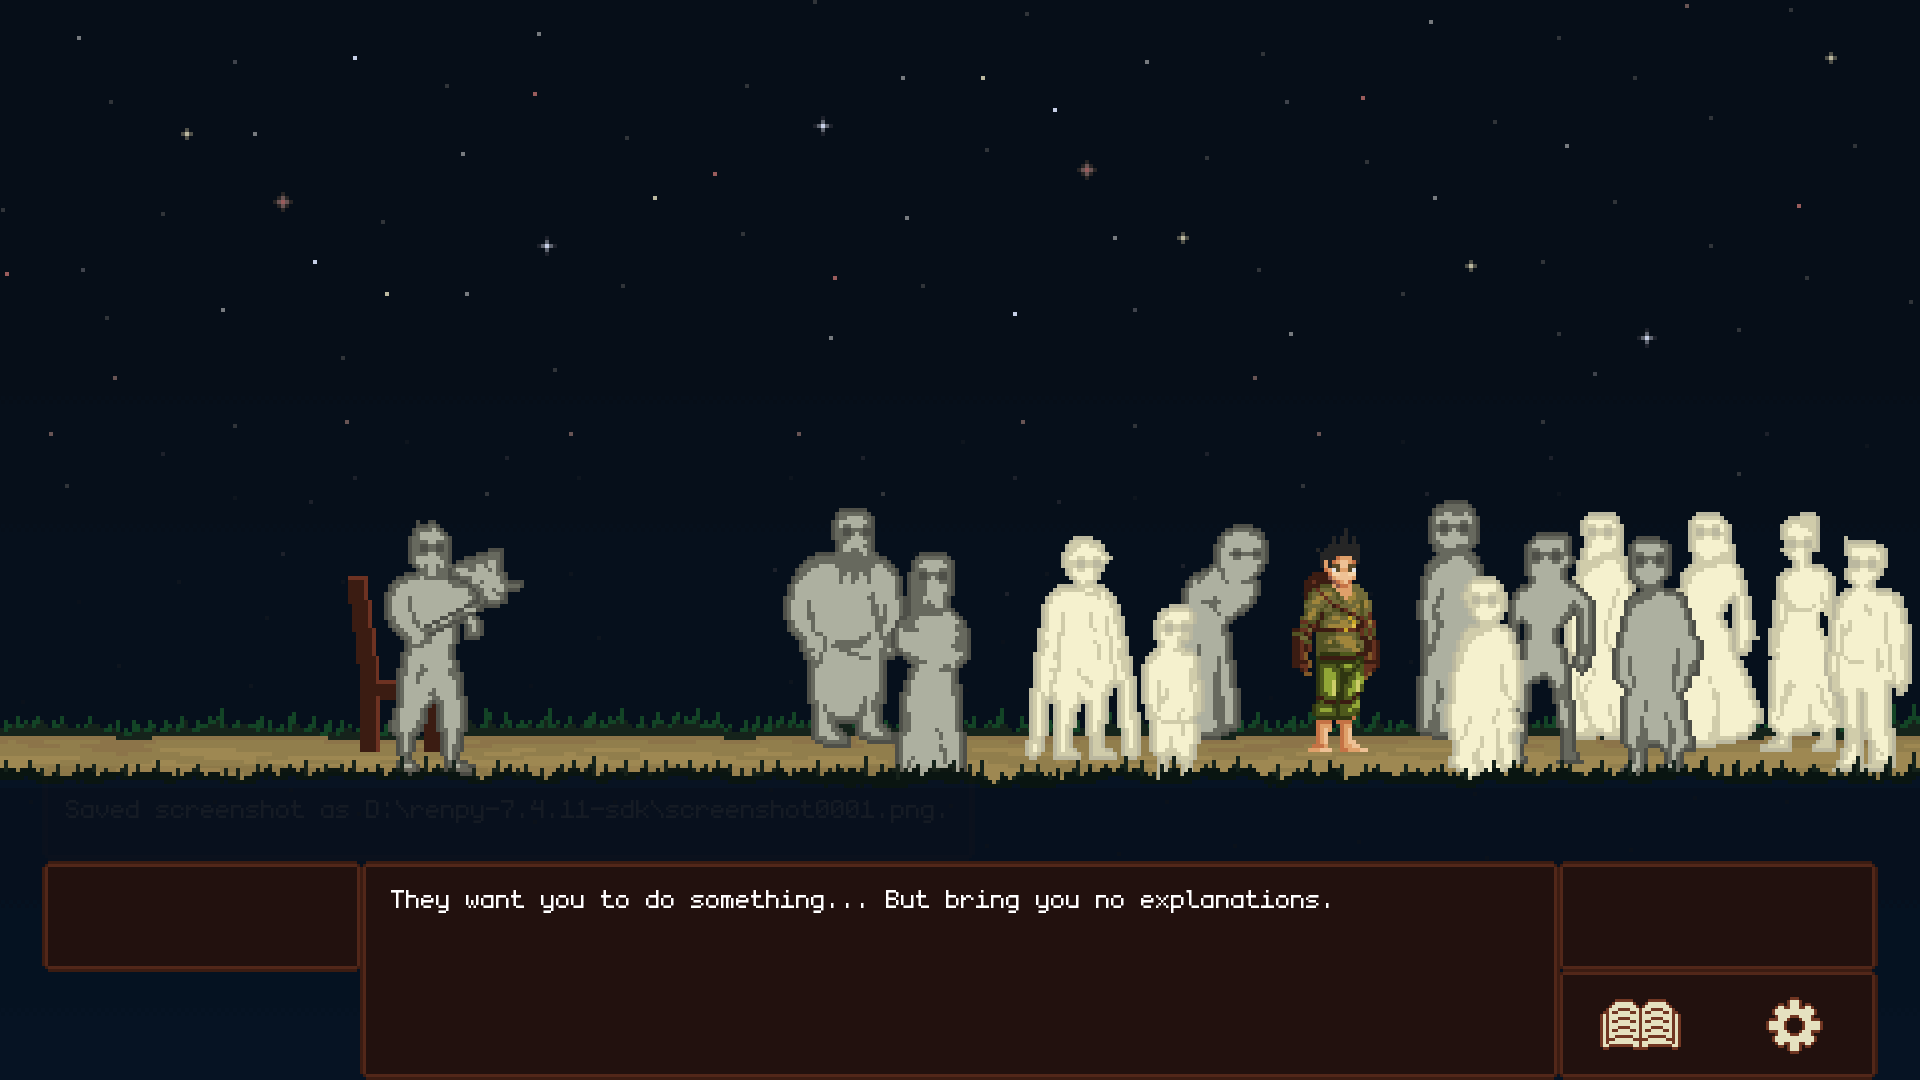 Saved screenshot as D:\renpy-7.4.11-sdk\screenshot0001.png.
They want you to do something... But bring you no explanations.